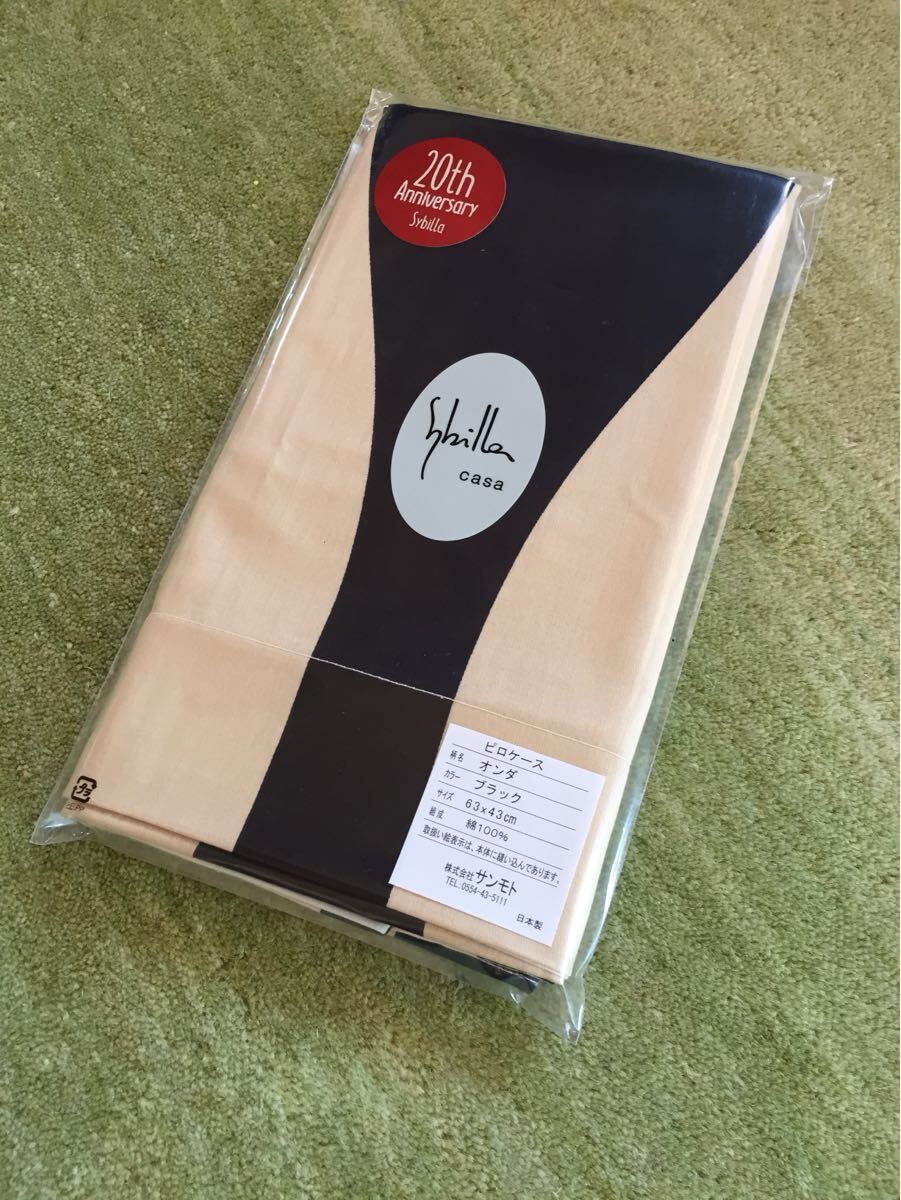 20th
Anniversary
Sybilla
Sybilla
casa
ピロケース
柄名 オンダ
カラー ブラック
サイズ 63×43cm
組成 綿100%
取扱い絵表示は、本体に縫い込んであります。
株式会社 サンモト
TEL:0554-43-5111
日本製
プラ